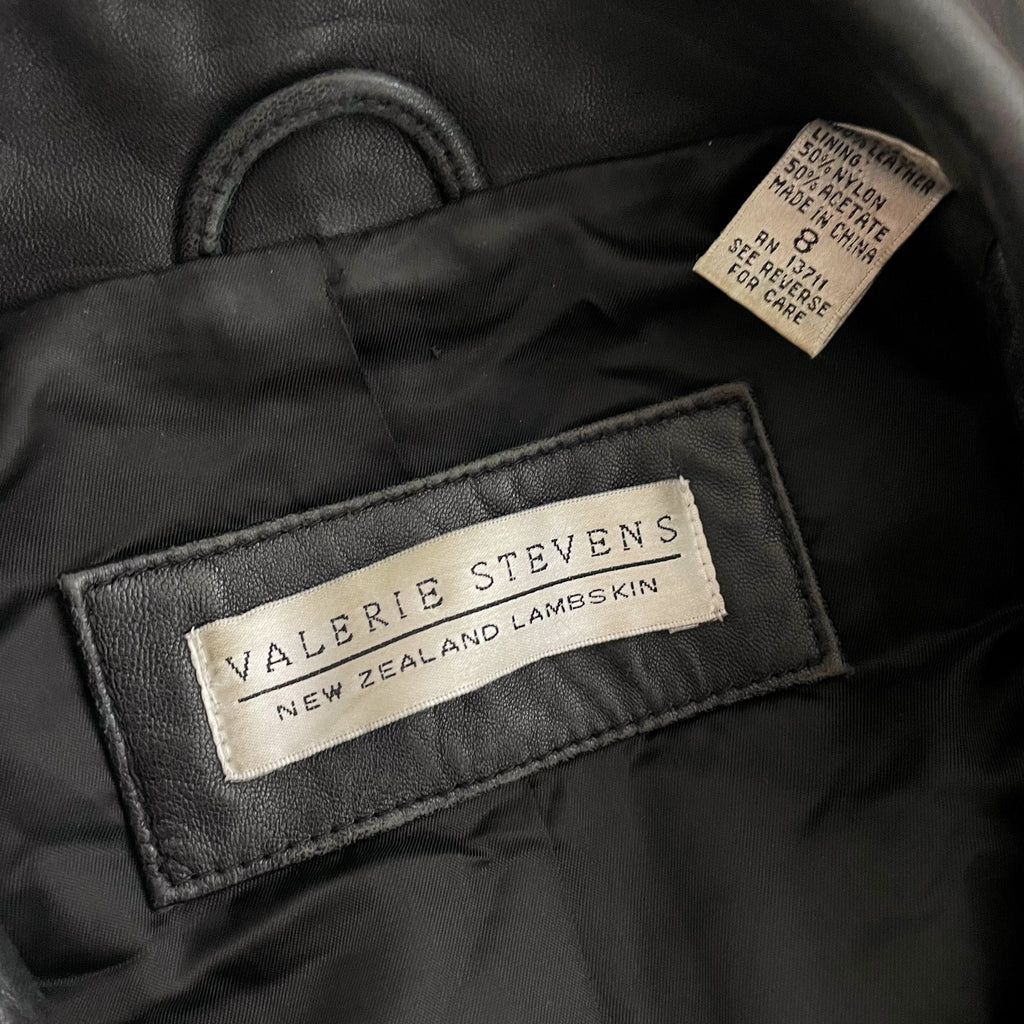 LEATHER
LINING:
50% NYLON
50% ACETATE
MADE IN CHINA
8
RN 13711
SEE REVERSE
FOR CARE
VALERIE STEVENS
NEW ZEALAND LAMBSKIN